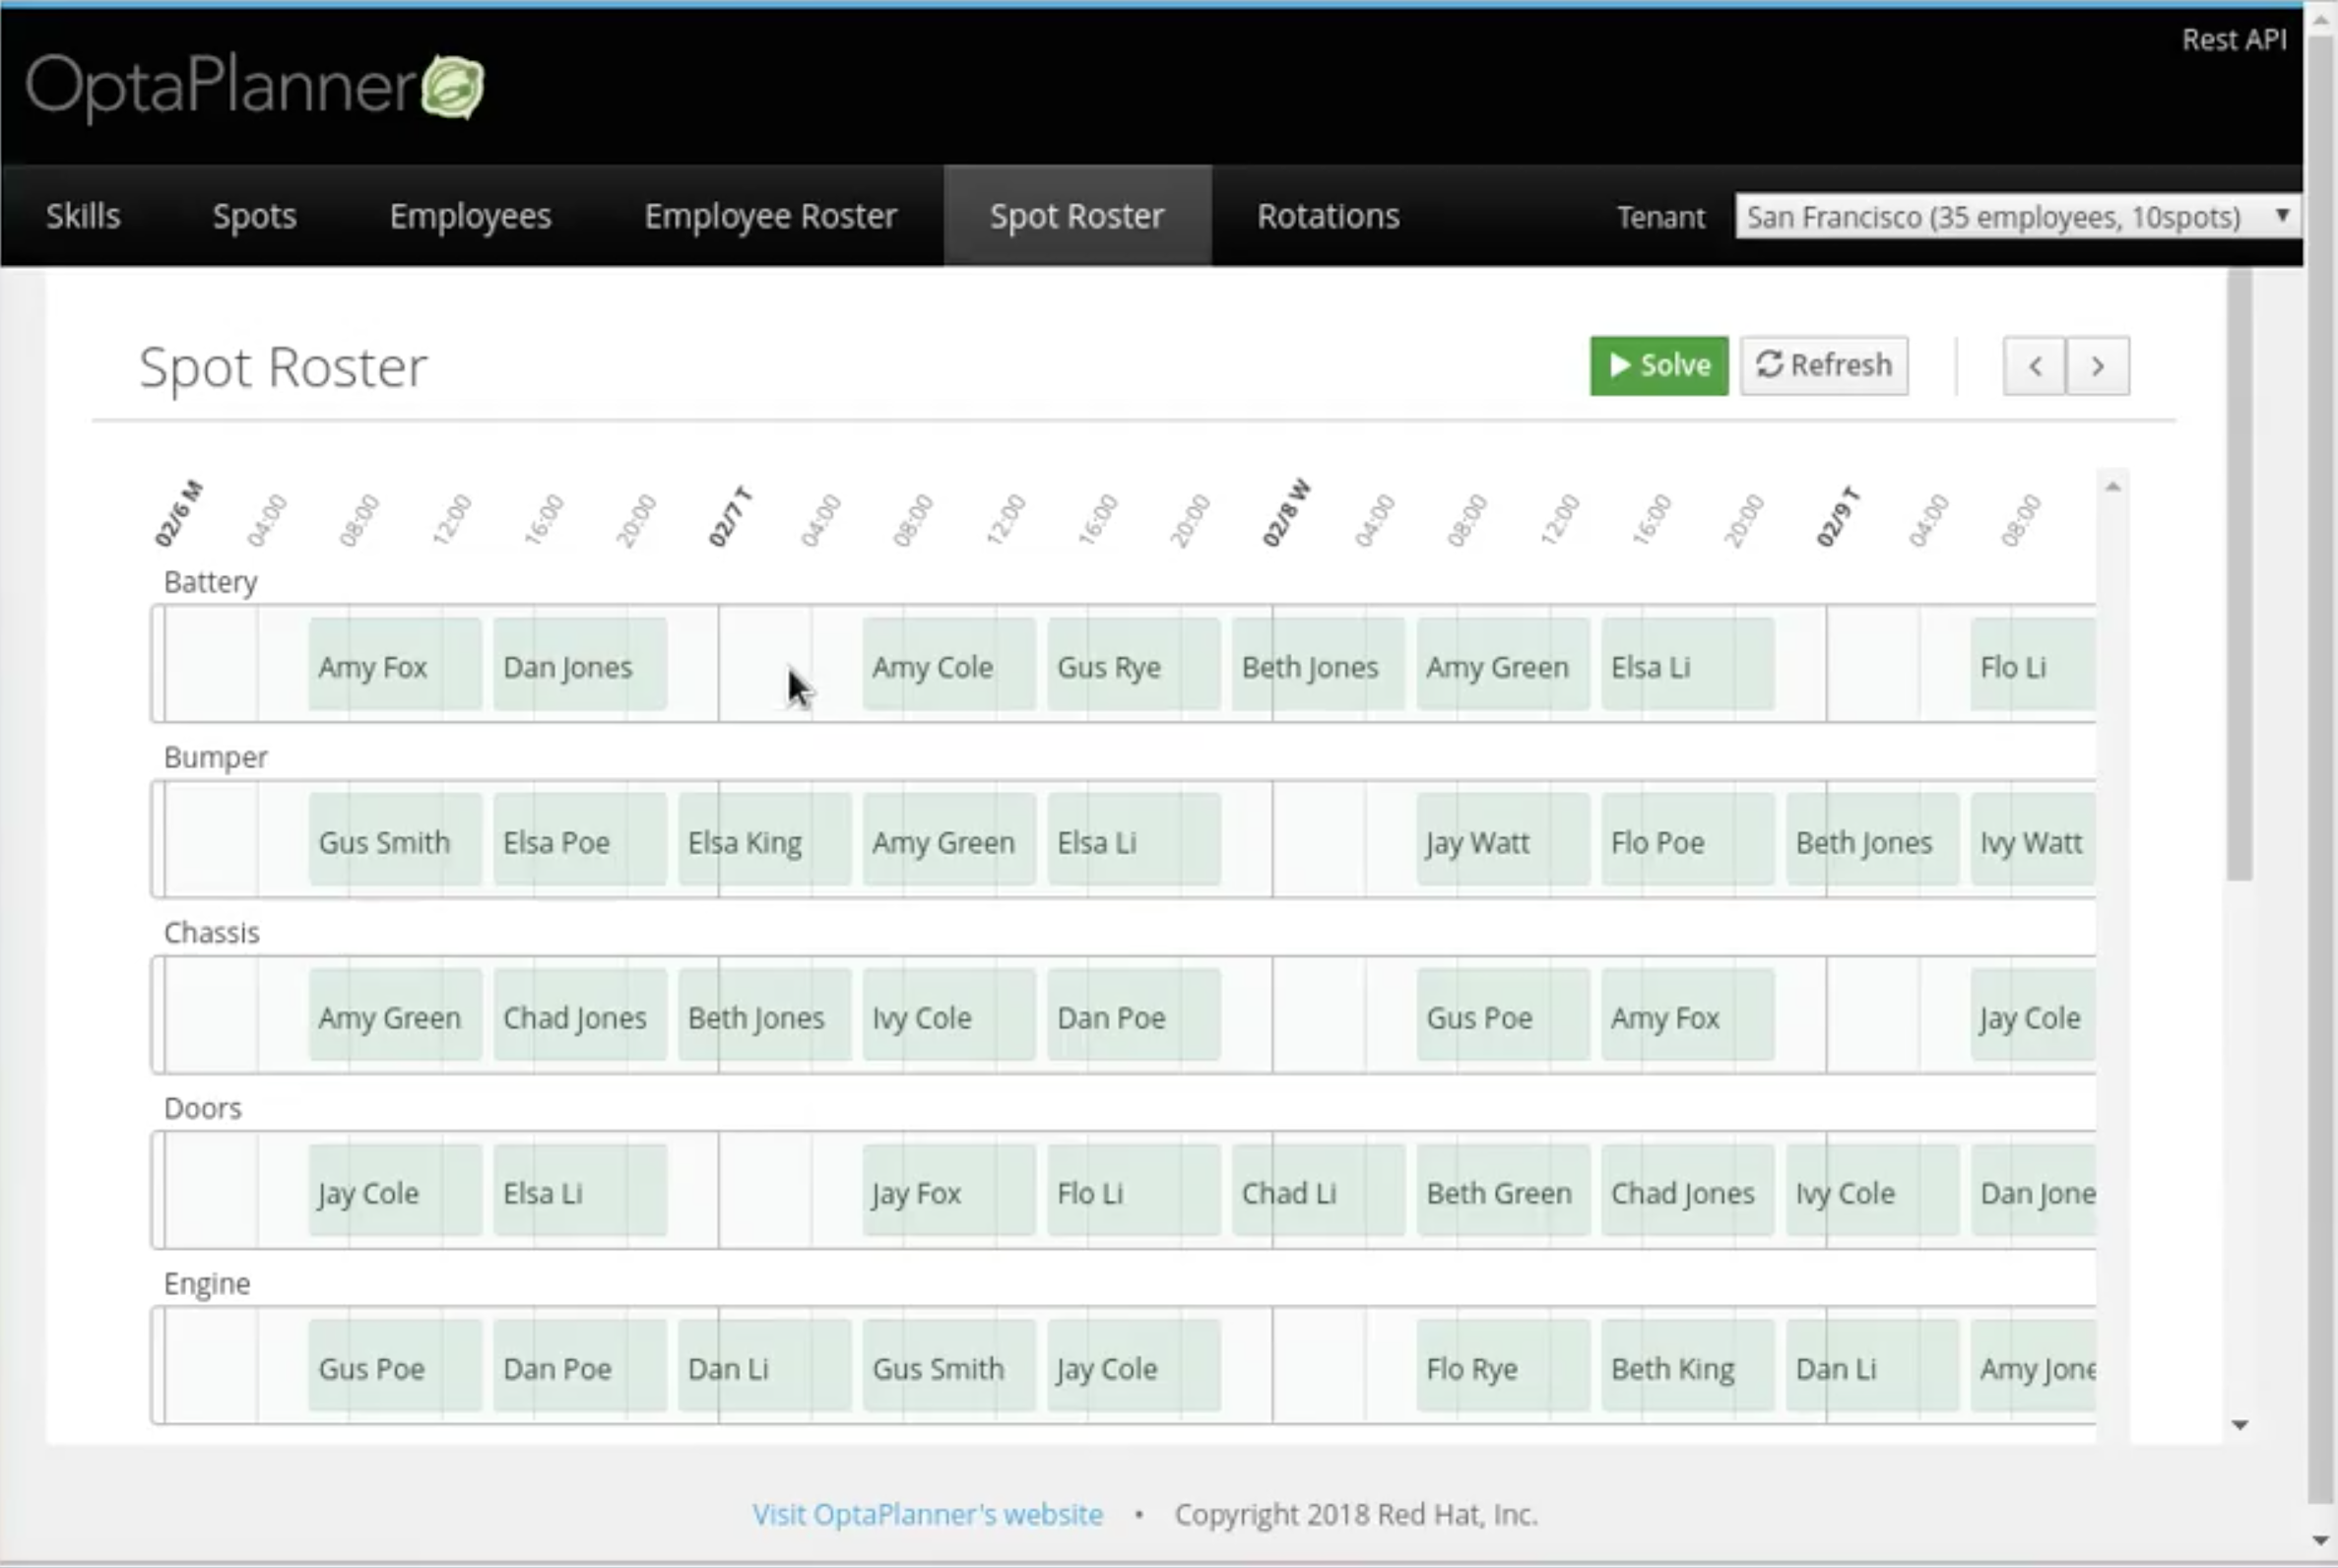 Rest API
OptaPlanner
Skills Spots Employees Employee Roster Spot Roster Rotations Tenant San Francisco (35 employees, 10spots)
Spot Roster Solve Refresh
02/6 M 04:00 08:00 12:00 16:00 20:00 02/7 T 04:00 08:00 12:00 16:00 20:00 02/8 W 04:00 08:00 12:00 16:00 20:00 02/9 T 04:00 08:00
Battery
Amy Fox Dan Jones Amy Cole Gus Rye Beth Jones Amy Green Elsa Li Flo Li
Bumper
Gus Smith Elsa Poe Elsa King Amy Green Elsa Li Jay Watt Flo Poe Beth Jones Ivy Watt
Chassis
Amy Green Chad Jones Beth Jones Ivy Cole Dan Poe Gus Poe Amy Fox Jay Cole
Doors
Jay Cole Elsa Li Jay Fox Flo Li Chad Li Beth Green Chad Jones Ivy Cole Dan Jone
Engine
Gus Poe Dan Poe Dan Li Gus Smith Jay Cole Flo Rye Beth King Dan Li Amy Jone
Visit OptaPlanner's website • Copyright 2018 Red Hat, Inc.